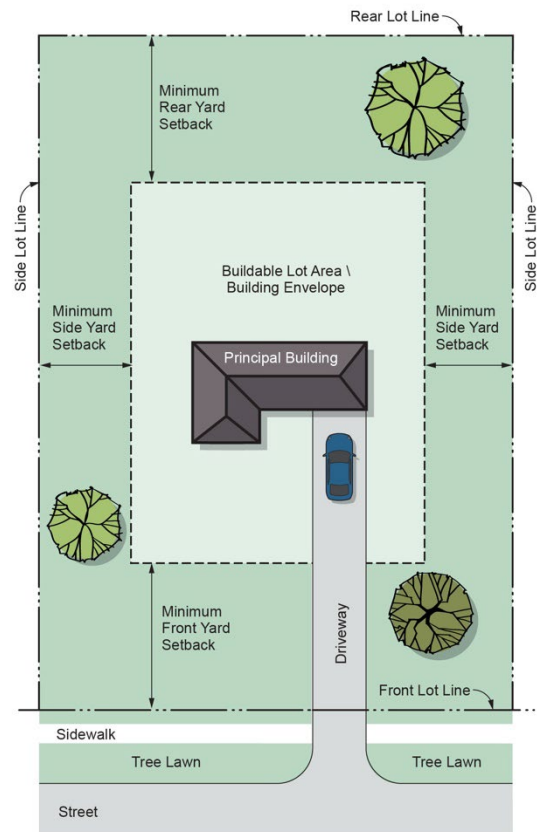 Rear Lot Line
Minimum
Rear Yard
Setback
Side Lot Line
Side Lot Line
Buildable Lot Area \
Building Envelope
Minimum
Side Yard
Setback
Minimum
Side Yard
Setback
Principal Building
Minimum
Front Yard
Setback
Driveway
Front Lot Line
Sidewalk
Tree Lawn
Tree Lawn
Street